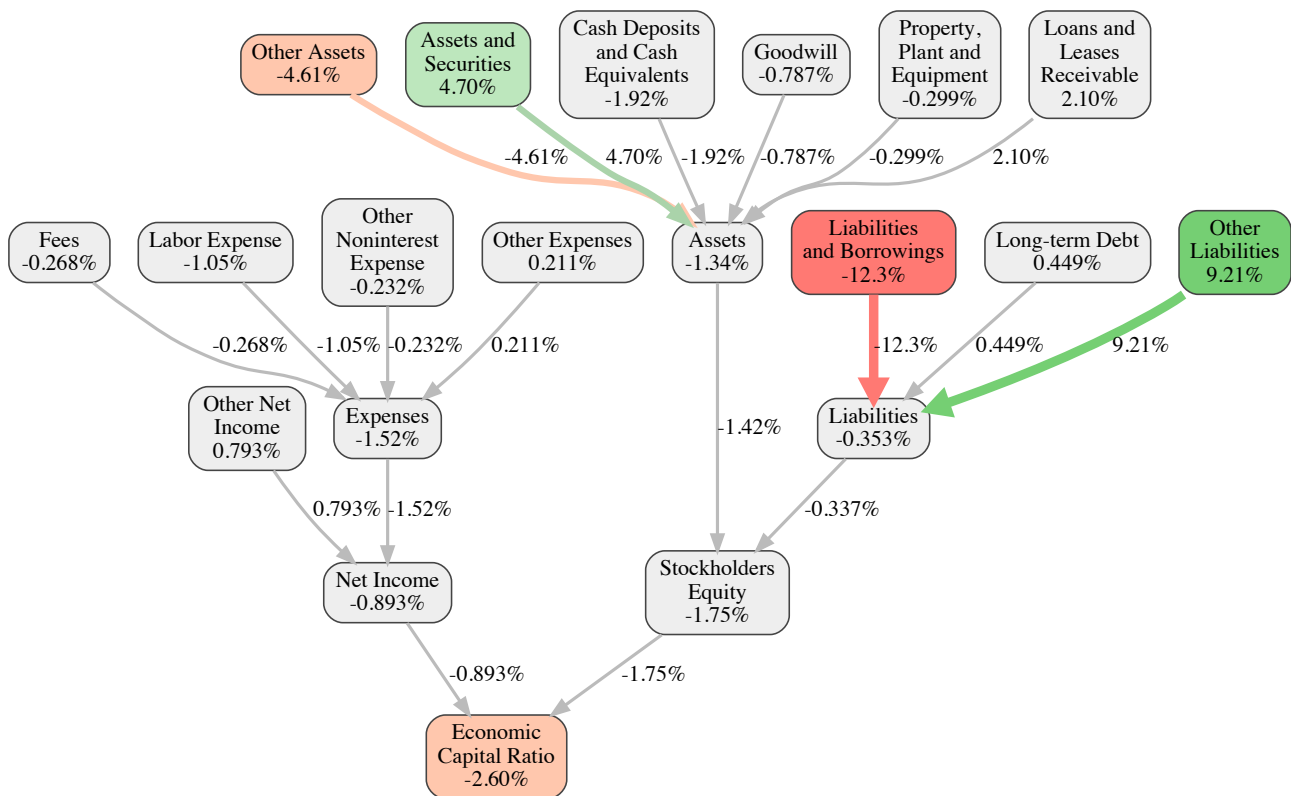 Other Assets
-4.61%
Assets and
Securities
4.70%
Cash Deposits
and Cash
Equivalents
-1.92%
Goodwill
-0.787%
Property,
Plant and
Equipment
-0.299%
Loans and
Leases
Receivable
2.10%
-4.61%
4.70%
-1.92%
-0.787%
-0.299%
2.10%
Fees
-0.268%
Labor Expense
-1.05%
Other
Noninterest
Expense
-0.232%
Other Expenses
0.211%
Assets
-1.34%
Liabilities
and Borrowings
-12.3%
Long-term Debt
0.449%
Other
Liabilities
9.21%
-0.268%
-1.05%
-0.232%
0.211%
-12.3%
0.449%
9.21%
Other Net
Income
0.793%
Expenses
-1.52%
-1.42%
Liabilities
-0.353%
0.793%
-1.52%
-0.337%
Net Income
-0.893%
Stockholders
Equity
-1.75%
-0.893%
-1.75%
Economic
Capital Ratio
-2.60%